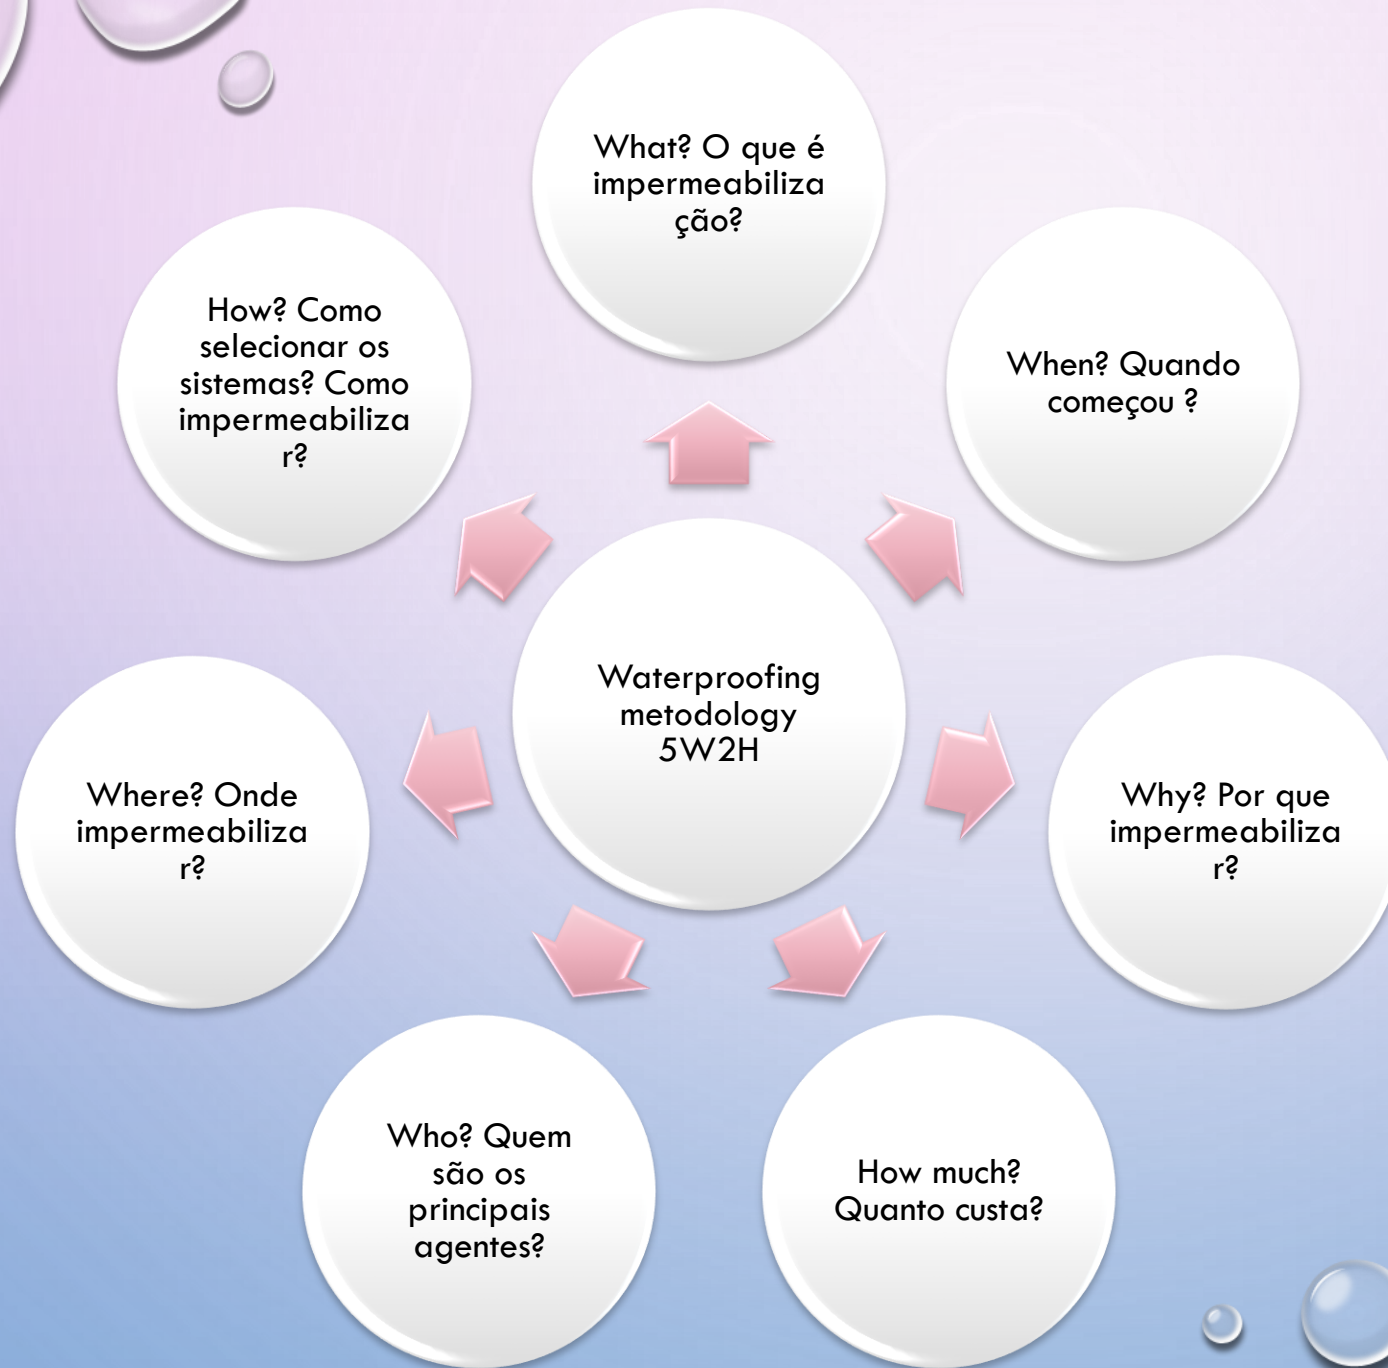 What? O que é
impermeabiliza
ção?
When? Quando
começou ?
Why? Por que
impermeabiliza
r?
How much?
Quanto custa?
Who? Quem
são os
principais
agentes?
Where? Onde
impermeabiliza
r?
How? Como
selecionar os
sistemas? Como
impermeabiliza
r?
Waterproofing
metodology
5W2H